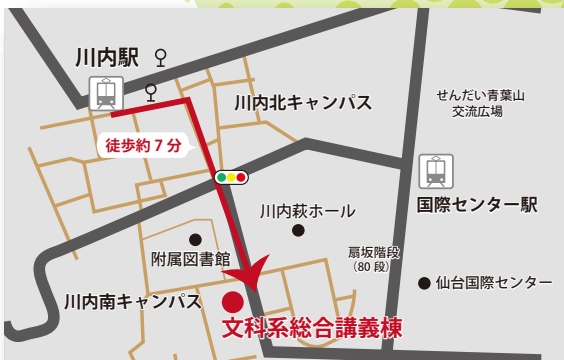 川内駅
川内北キャンパス
せんだい青葉山
交流広場
徒歩約7分
国際センター駅
川内萩ホール
附属図書館
扇坂階段
（80段）
仙台国際センター
川内南キャンパス
文科系総合講義棟